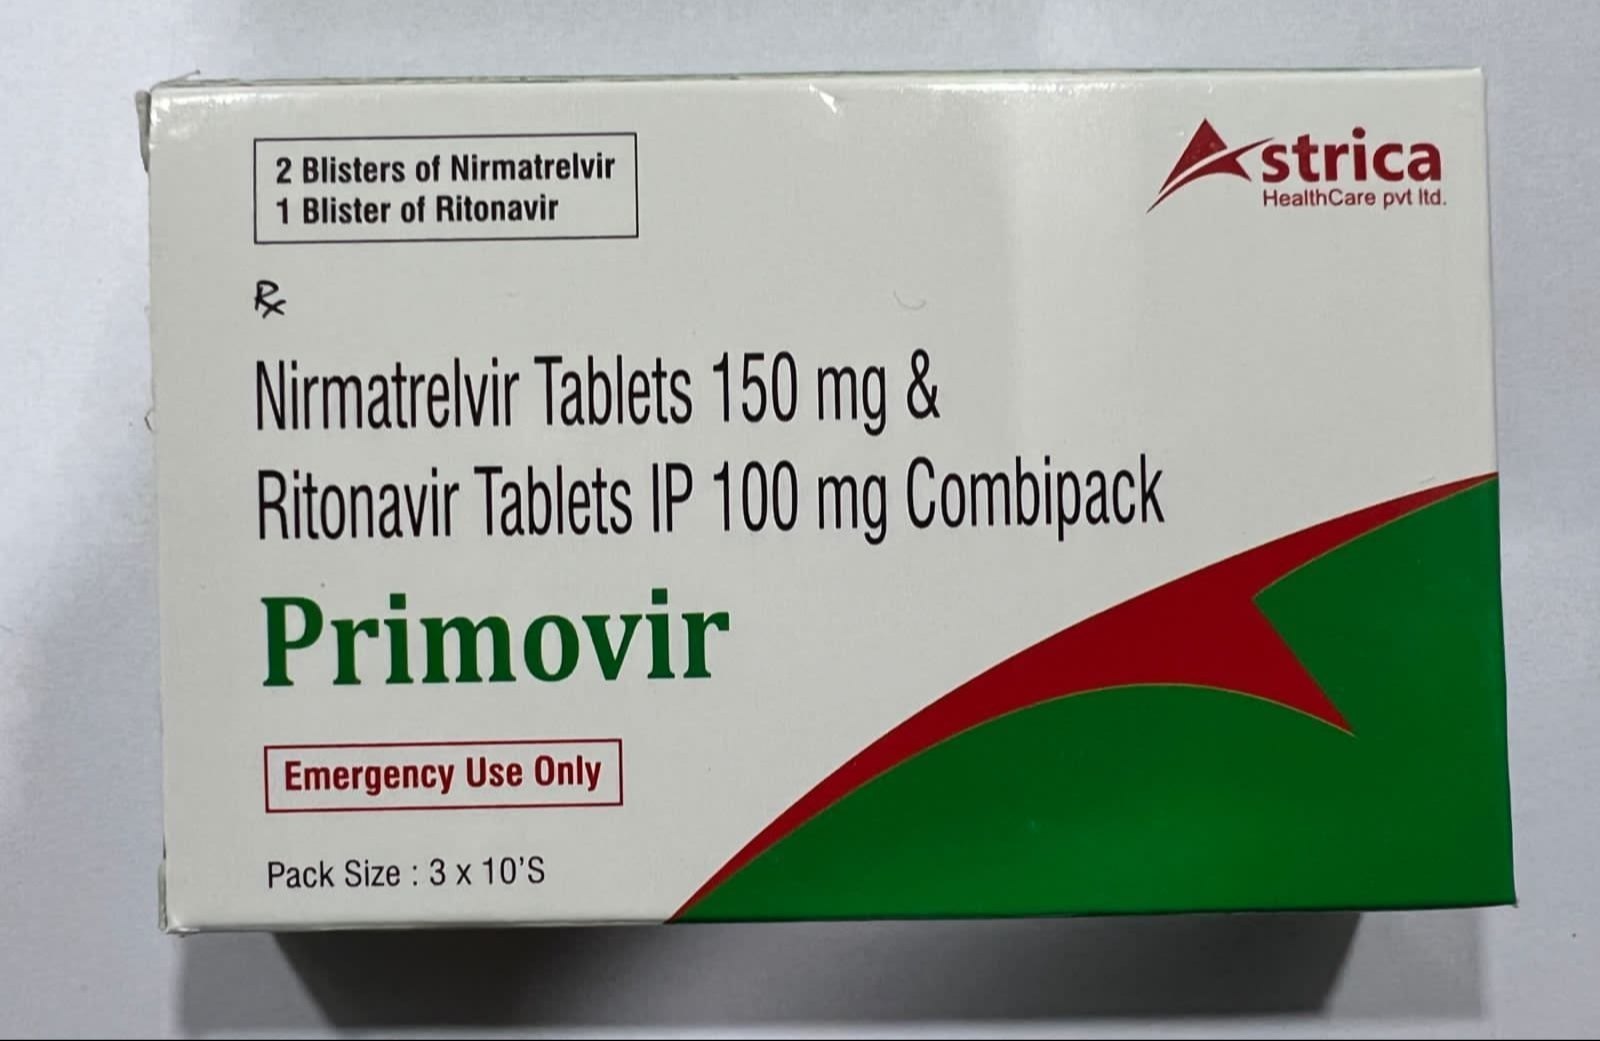 2 Blisters of Nirmatrelvir
1 Blister of Ritonavir
Astrica
HealthCare pvt ltd.
℞
Nirmatrelvir Tablets 150 mg &
Ritonavir Tablets IP 100 mg Combipack
Primovir
Emergency Use Only
Pack Size : 3 x 10'S